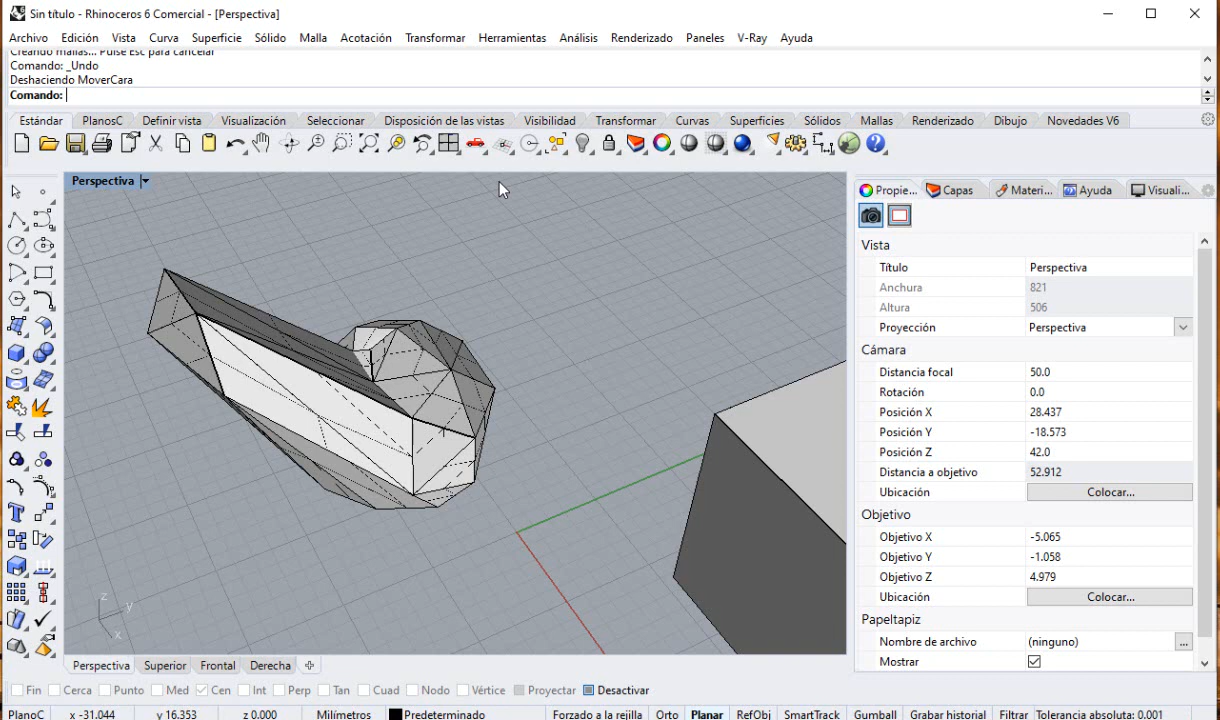 Sin título - Rhinoceros 6 Comercial - [Perspectiva]
Archivo Edición Vista Curva Superficie Sólido Malla Acotación Transformar Herramientas Análisis Renderizado Paneles V-Ray Ayuda
Creando mallas... Pulse Esc para cancelar
Comando: _Undo
Deshaciendo MoverCara
Comando:
Estándar PlanosC Definir vista Visualización Seleccionar Disposición de las vistas Visibilidad Transformar Curvas Superficies Sólidos Mallas Renderizado Dibujo Novedades V6
Perspectiva
Propie... Capas Materi... Ayuda Visuali...
Vista
Título Perspectiva
Anchura 821
Altura 506
Proyección Perspectiva
Cámara
Distancia focal 50.0
Rotación 0.0
Posición X 28.437
Posición Y -18.573
Posición Z 42.0
Distancia a objetivo 52.912
Ubicación Colocar...
Objetivo
Objetivo X -5.065
Objetivo Y -1.058
Objetivo Z 4.979
Ubicación Colocar...
Papeltapiz
Nombre de archivo (ninguno) ...
Mostrar
z
y
x
Perspectiva Superior Frontal Derecha
Fin Cerca Punto Med Cen Int Perp Tan Cuad Nodo Vértice Proyectar Desactivar
PlanoC x -31.044 y 16.353 z 0.000 Milímetros Predeterminado Forzado a la rejilla Orto Planar RefObj SmartTrack Gumball Grabar historial Filtrar Tolerancia absoluta: 0.001